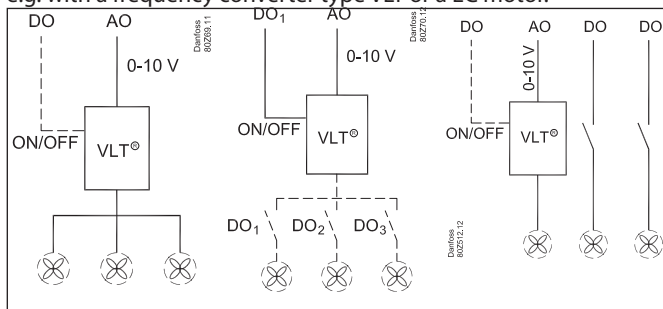 e.g. with a frequency converter type VLT or a EC motor.
DO AO
Danfoss
80Z69.11
0-10 V
ON/OFF
VLT®
DO1 AO
Danfoss
80Z70.12
0-10 V
ON/OFF
VLT®
DO1 DO2 DO3
DO AO DO DO
0-10 V
ON/OFF
VLT®
Danfoss
80Z512.12